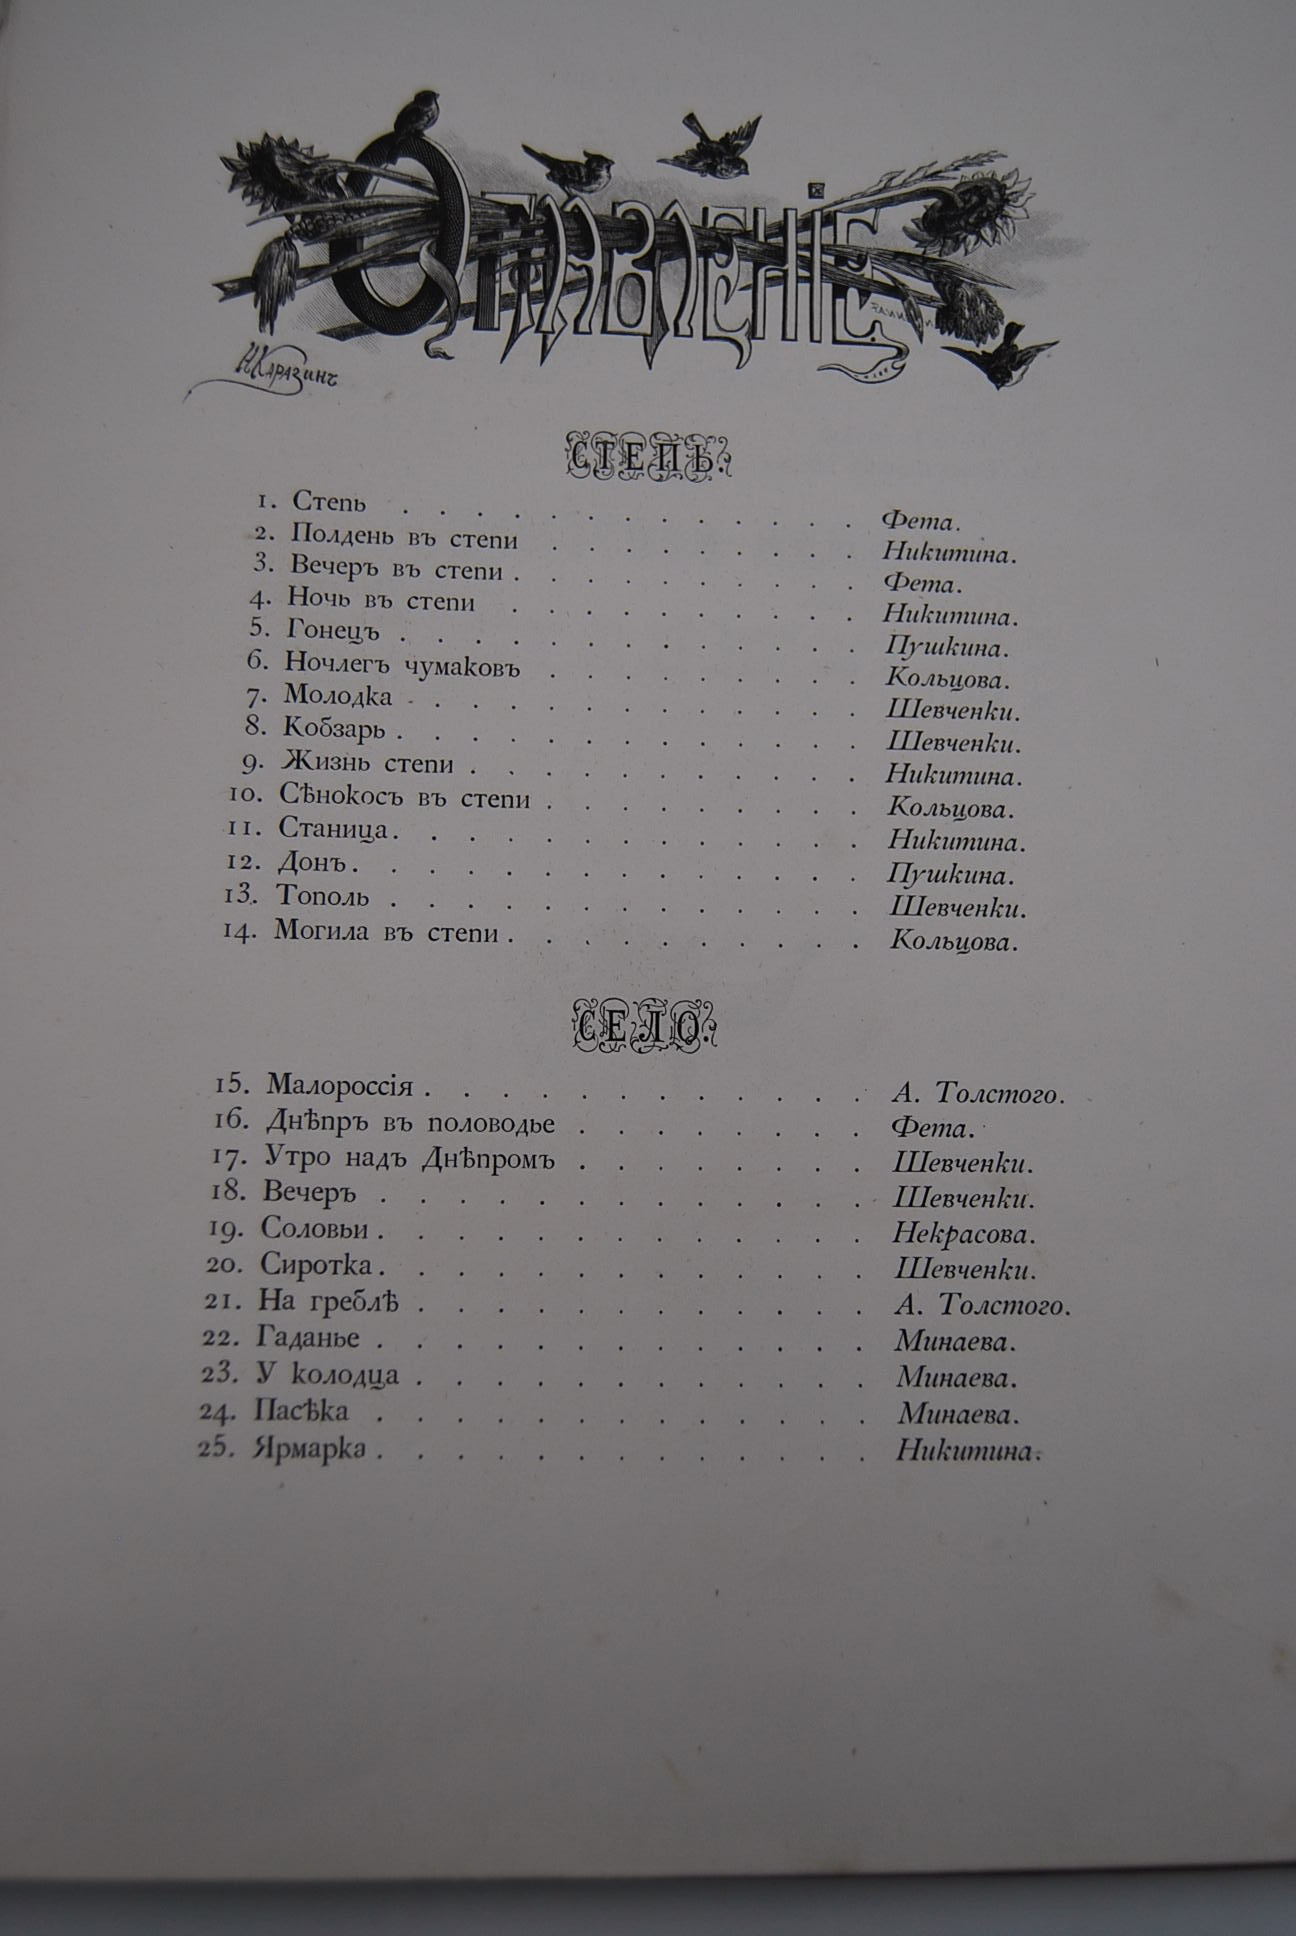 Оглавленіе.
Н Каразинъ
СТЕПЬ.
1. Степь . . . . . . . . . . . . Фета.
2. Полдень въ степи . . . . . . . . . Никитина.
3. Вечеръ въ степи . . . . . . . . . . Фета.
4. Ночь въ степи . . . . . . . . . . Никитина.
5. Гонецъ . . . . . . . . . . . . . Пушкина.
6. Ночлегъ чумаковъ . . . . . . . . . Кольцова.
7. Молодка . . . . . . . . . . . . . Шевченки.
8. Кобзарь . . . . . . . . . . . . . Шевченки.
9. Жизнь степи . . . . . . . . . . . Никитина.
10. Сѣнокосъ въ степи . . . . . . . . . Кольцова.
11. Станица . . . . . . . . . . . . . Никитина.
12. Донъ . . . . . . . . . . . . . . Пушкина.
13. Тополь . . . . . . . . . . . . . Шевченки.
14. Могила въ степи . . . . . . . . . . Кольцова.
СЕЛО.
15. Малороссія . . . . . . . . . . . . А. Толстого.
16. Днѣпръ въ половодье . . . . . . . . Фета.
17. Утро надъ Днѣпромъ . . . . . . . . Шевченки.
18. Вечеръ . . . . . . . . . . . . . Шевченки.
19. Соловьи . . . . . . . . . . . . . Некрасова.
20. Сиротка . . . . . . . . . . . . . Шевченки.
21. На греблѣ . . . . . . . . . . . . А. Толстого.
22. Гаданье . . . . . . . . . . . . . Минаева.
23. У колодца . . . . . . . . . . . . Минаева.
24. Пасѣка . . . . . . . . . . . . . Минаева.
25. Ярмарка . . . . . . . . . . . . . Никитина.